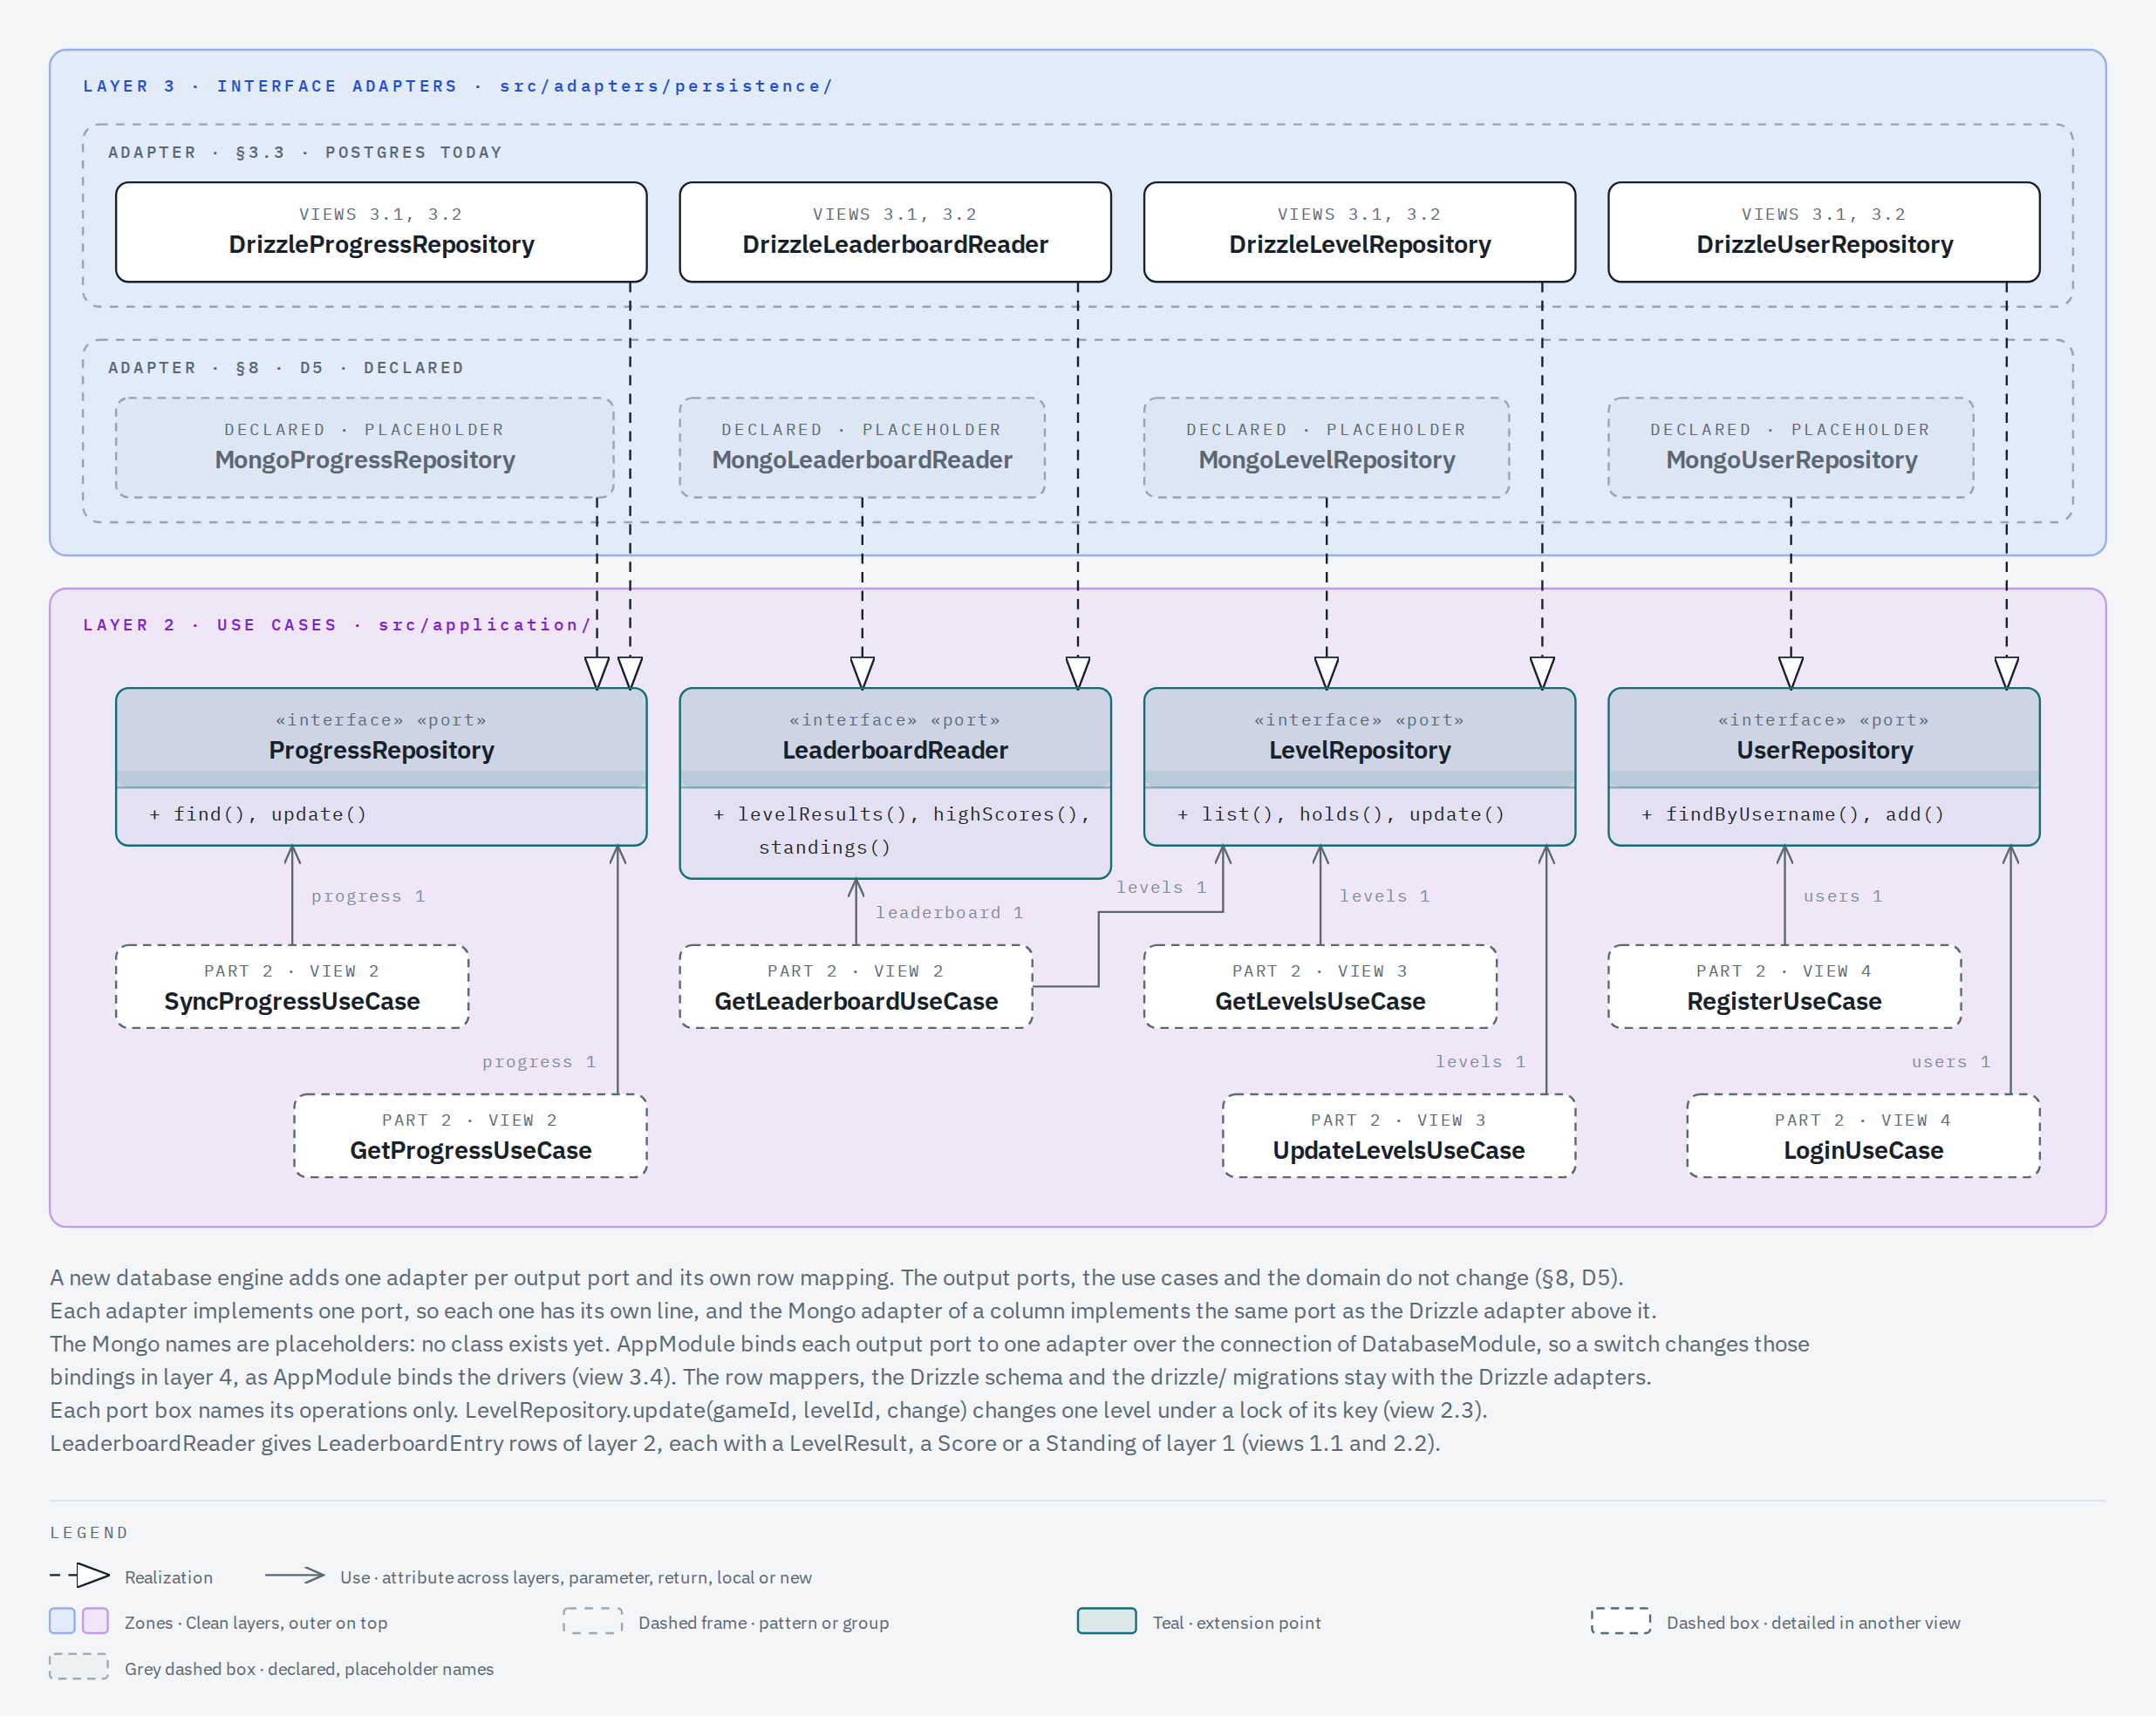 LAYER 3 · INTERFACE ADAPTERS · src/adapters/persistence/
ADAPTER · §3.3 · POSTGRES TODAY
VIEWS 3.1, 3.2
DrizzleProgressRepository
VIEWS 3.1, 3.2
DrizzleLeaderboardReader
VIEWS 3.1, 3.2
DrizzleLevelRepository
VIEWS 3.1, 3.2
DrizzleUserRepository
ADAPTER · §8 · D5 · DECLARED
DECLARED · PLACEHOLDER
MongoProgressRepository
DECLARED · PLACEHOLDER
MongoLeaderboardReader
DECLARED · PLACEHOLDER
MongoLevelRepository
DECLARED · PLACEHOLDER
MongoUserRepository
LAYER 2 · USE CASES · src/application/
«interface» «port»
ProgressRepository
+ find(), update()
«interface» «port»
LeaderboardReader
+ levelResults(), highScores(),
standings()
«interface» «port»
LevelRepository
+ list(), holds(), update()
«interface» «port»
UserRepository
+ findByUsername(), add()
progress 1
leaderboard 1
levels 1
levels 1
users 1
PART 2 · VIEW 2
SyncProgressUseCase
PART 2 · VIEW 2
GetLeaderboardUseCase
PART 2 · VIEW 3
GetLevelsUseCase
PART 2 · VIEW 4
RegisterUseCase
progress 1
levels 1
users 1
PART 2 · VIEW 2
GetProgressUseCase
PART 2 · VIEW 3
UpdateLevelsUseCase
PART 2 · VIEW 4
LoginUseCase
A new database engine adds one adapter per output port and its own row mapping. The output ports, the use cases and the domain do not change (§8, D5).
Each adapter implements one port, so each one has its own line, and the Mongo adapter of a column implements the same port as the Drizzle adapter above it.
The Mongo names are placeholders: no class exists yet. AppModule binds each output port to one adapter over the connection of DatabaseModule, so a switch changes those
bindings in layer 4, as AppModule binds the drivers (view 3.4). The row mappers, the Drizzle schema and the drizzle/ migrations stay with the Drizzle adapters.
Each port box names its operations only. LevelRepository.update(gameId, levelId, change) changes one level under a lock of its key (view 2.3).
LeaderboardReader gives LeaderboardEntry rows of layer 2, each with a LevelResult, a Score or a Standing of layer 1 (views 1.1 and 2.2).
LEGEND
Realization
Use · attribute across layers, parameter, return, local or new
Zones · Clean layers, outer on top
Dashed frame · pattern or group
Teal · extension point
Dashed box · detailed in another view
Grey dashed box · declared, placeholder names